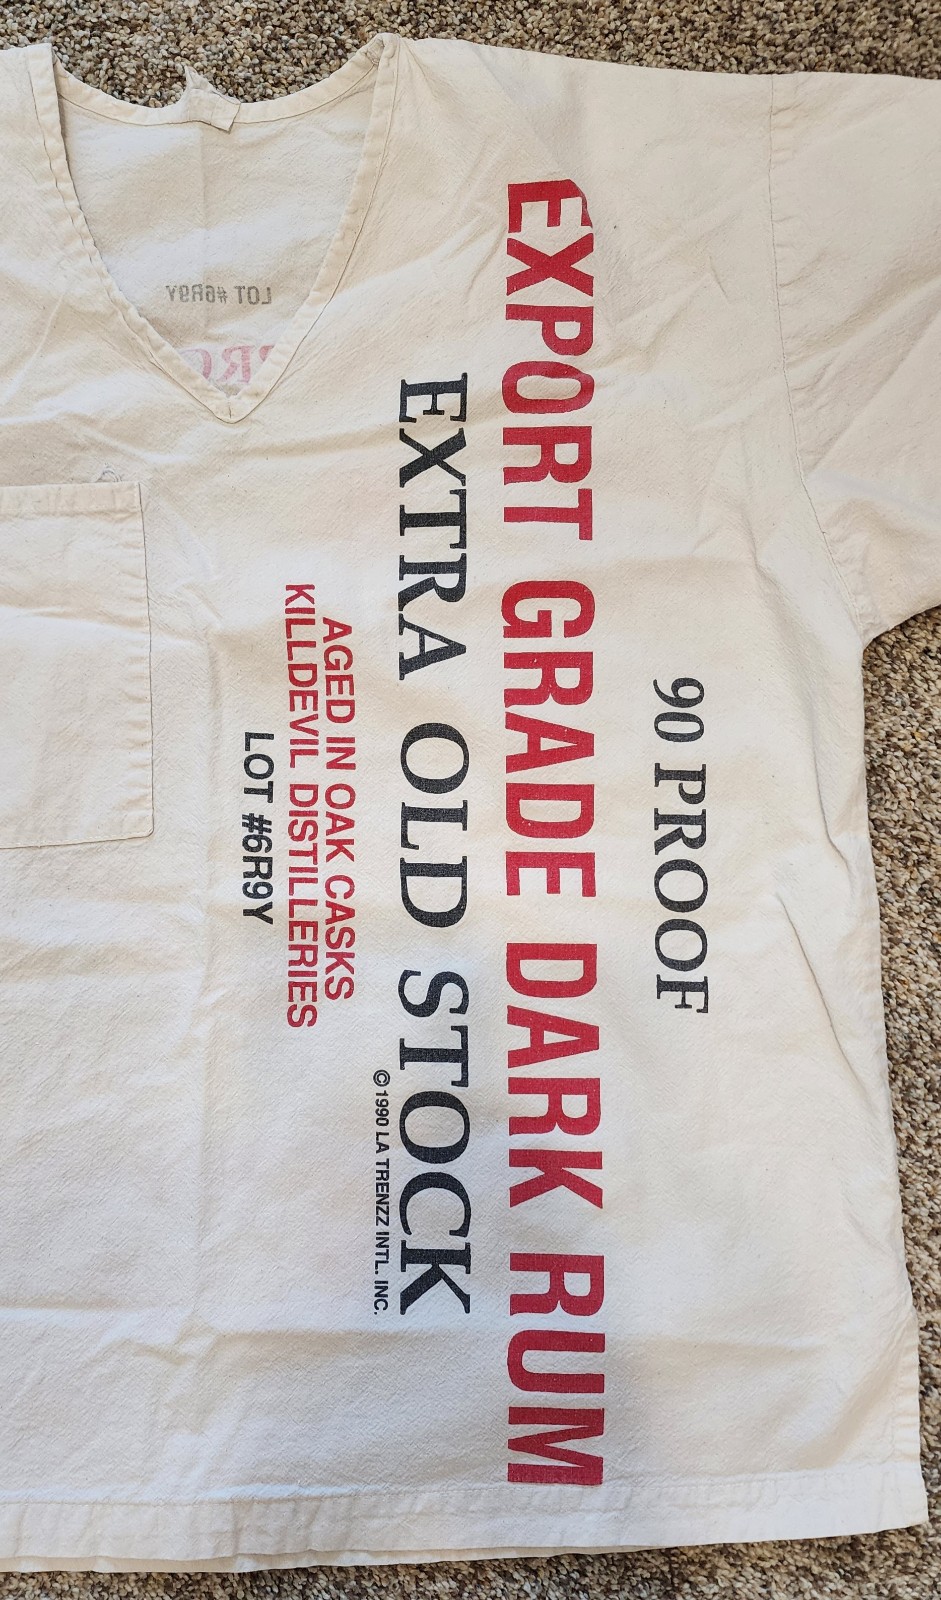 90 PROOF
EXPORT GRADE DARK RUM
EXTRA OLD STOCK
©1990 LA TRENZZ INTL. INC.
AGED IN OAK CASKS
KILLDEVIL DISTILLERIES
LOT #6R9Y
LOT #6R9Y